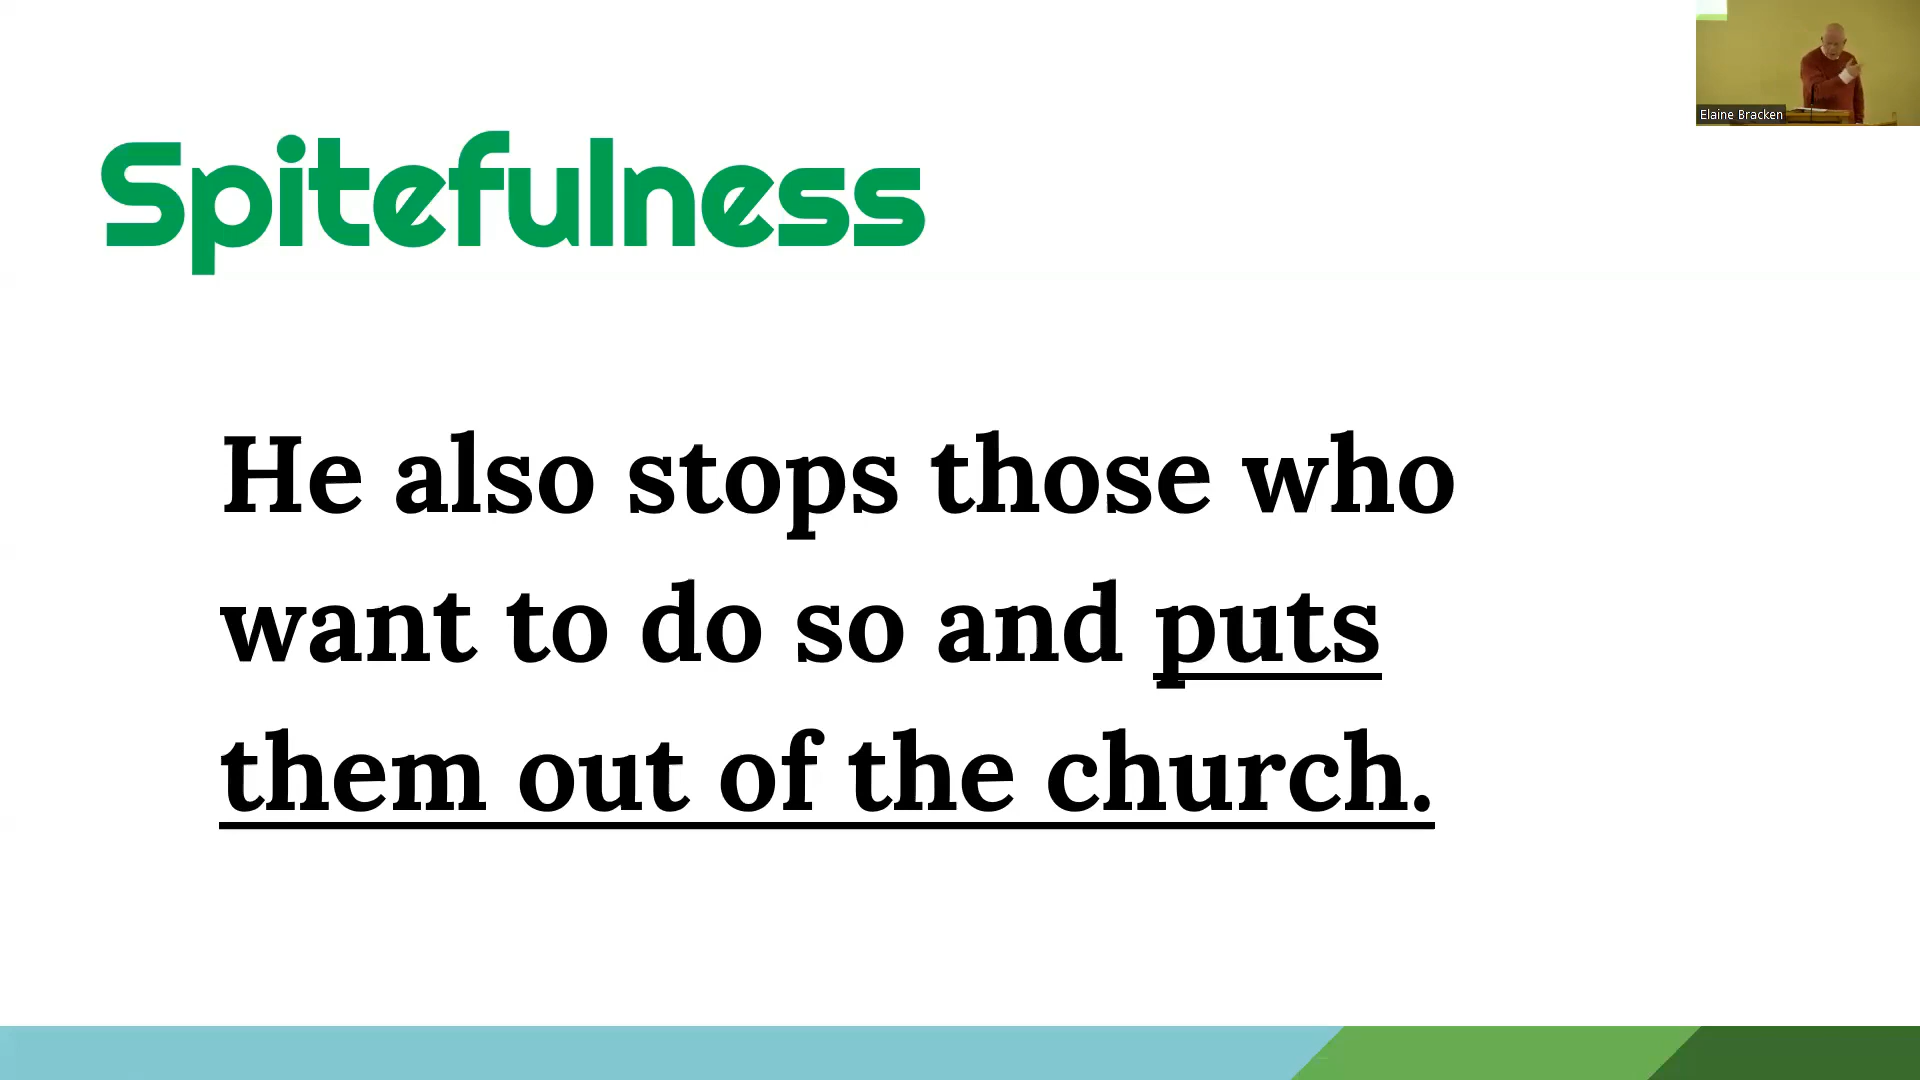 Elaine Bracken
Spitefulness
He also stops those who
want to do so and puts
them out of the church.